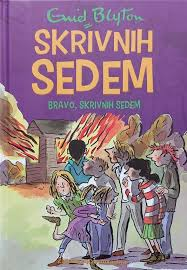 Enid Blyton
SKRIVNIH
SEDEM
BRAVO, SKRIVNIH SEDEM